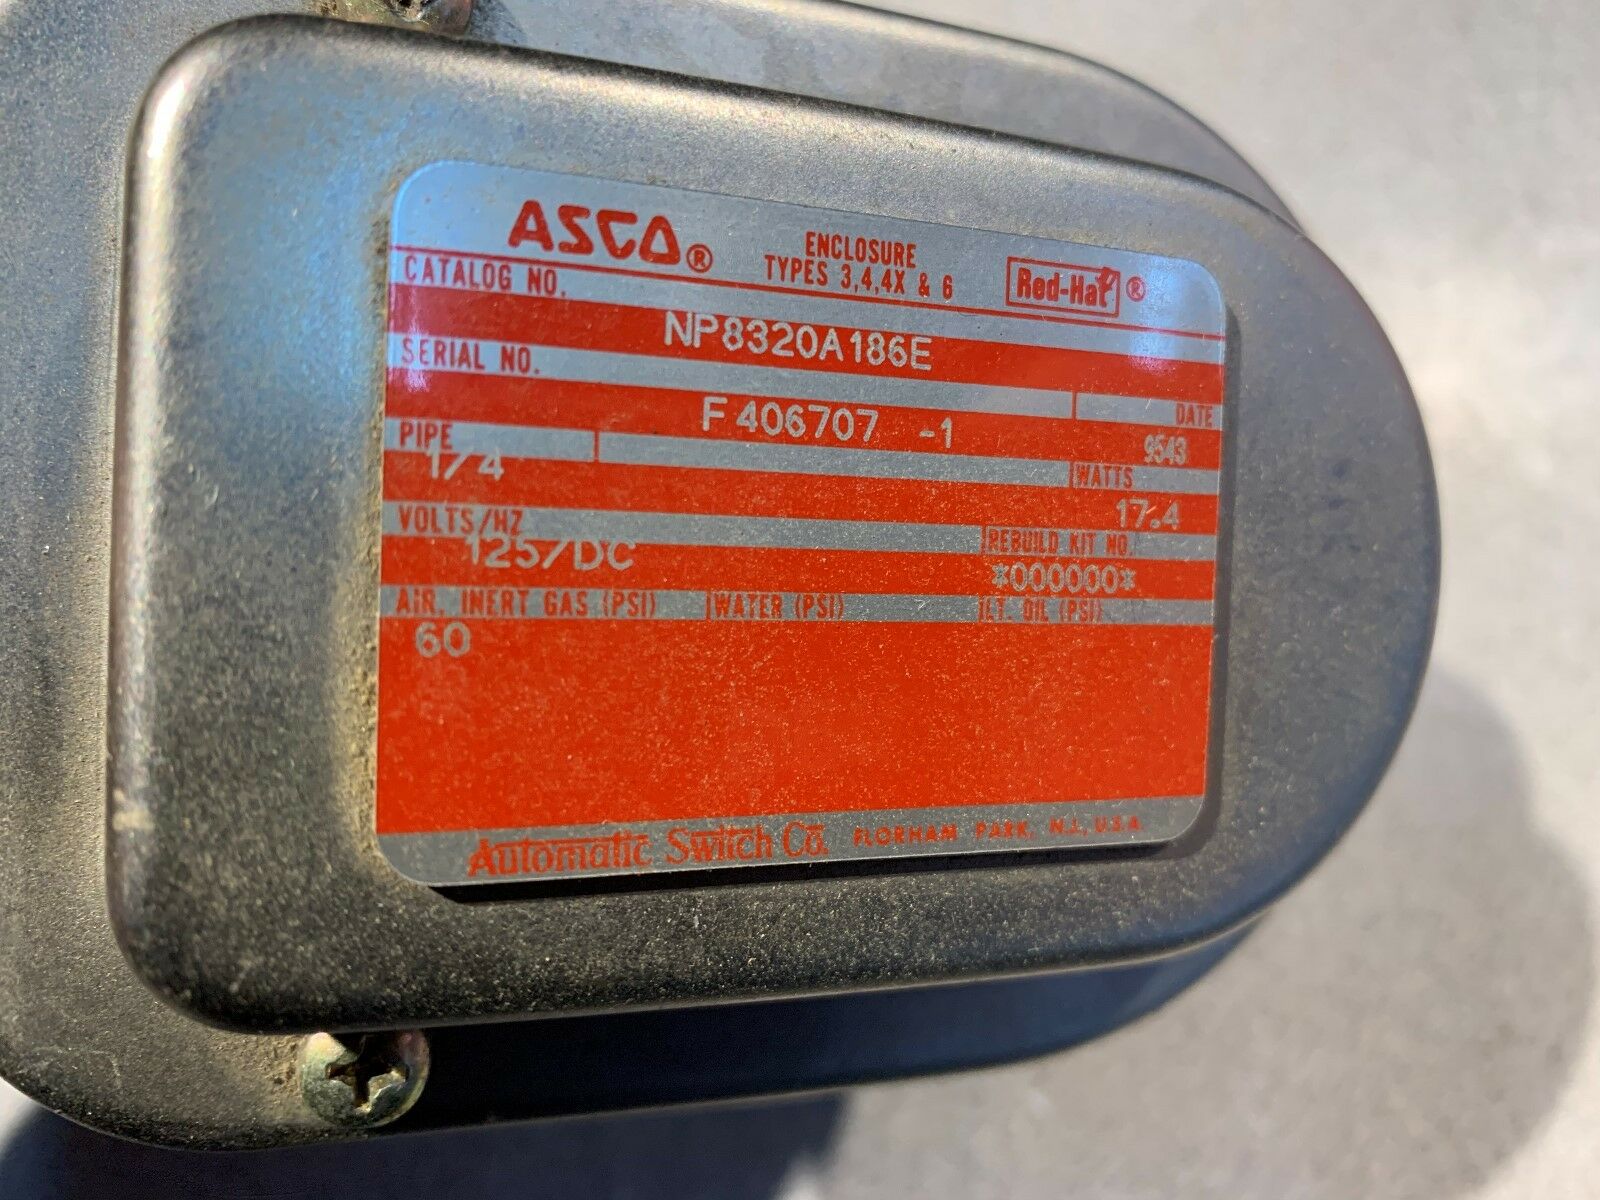 ASCO® ENCLOSURE TYPES 3,4,4X & 6 Red-Hat®
CATALOG NO.
NP8320A186E
SERIAL NO. DATE
F406707 -1 9543
PIPE WATTS
1/4 17.4
VOLTS/HZ REBUILD KIT NO.
125/DC *000000*
AIR, INERT GAS (PSI) WATER (PSI) LT. OIL (PSI)
60
Automatic Switch Co. FLORHAM PARK, N.J., U.S.A.